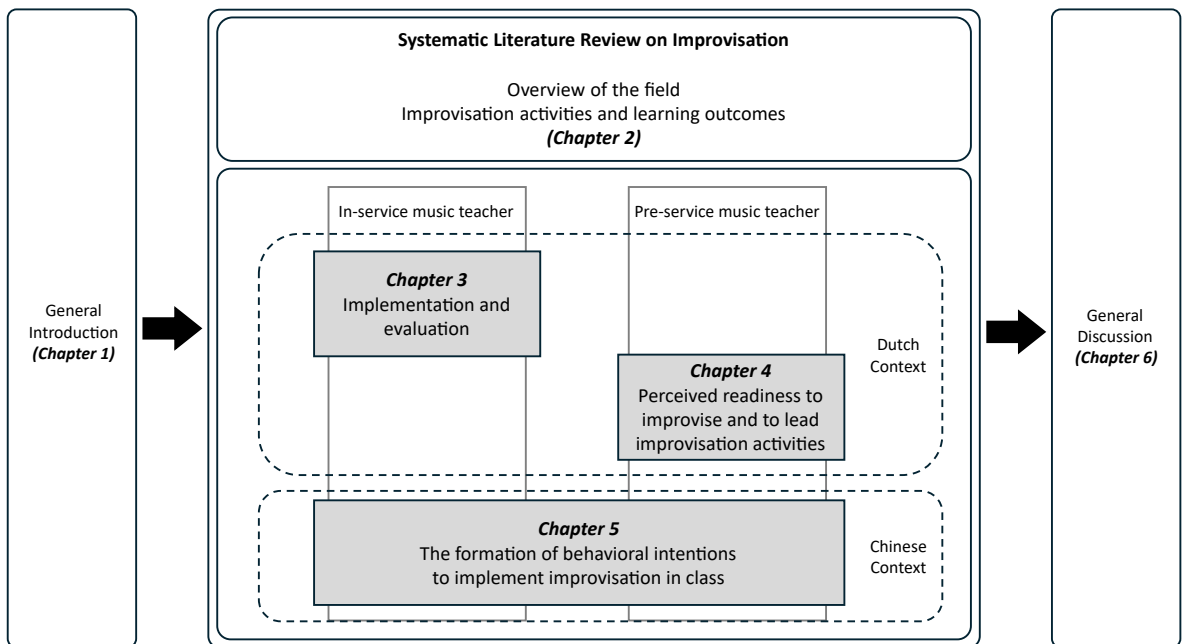 General
Introduction
(Chapter 1)
Systematic Literature Review on Improvisation
Overview of the field
Improvisation activities and learning outcomes
(Chapter 2)
In-service music teacher
Pre-service music teacher
Chapter 3
Implementation and
evaluation
Chapter 4
Perceived readiness to
improvise and to lead
improvisation activities
Dutch
Context
Chapter 5
The formation of behavioral intentions
to implement improvisation in class
Chinese
Context
General
Discussion
(Chapter 6)